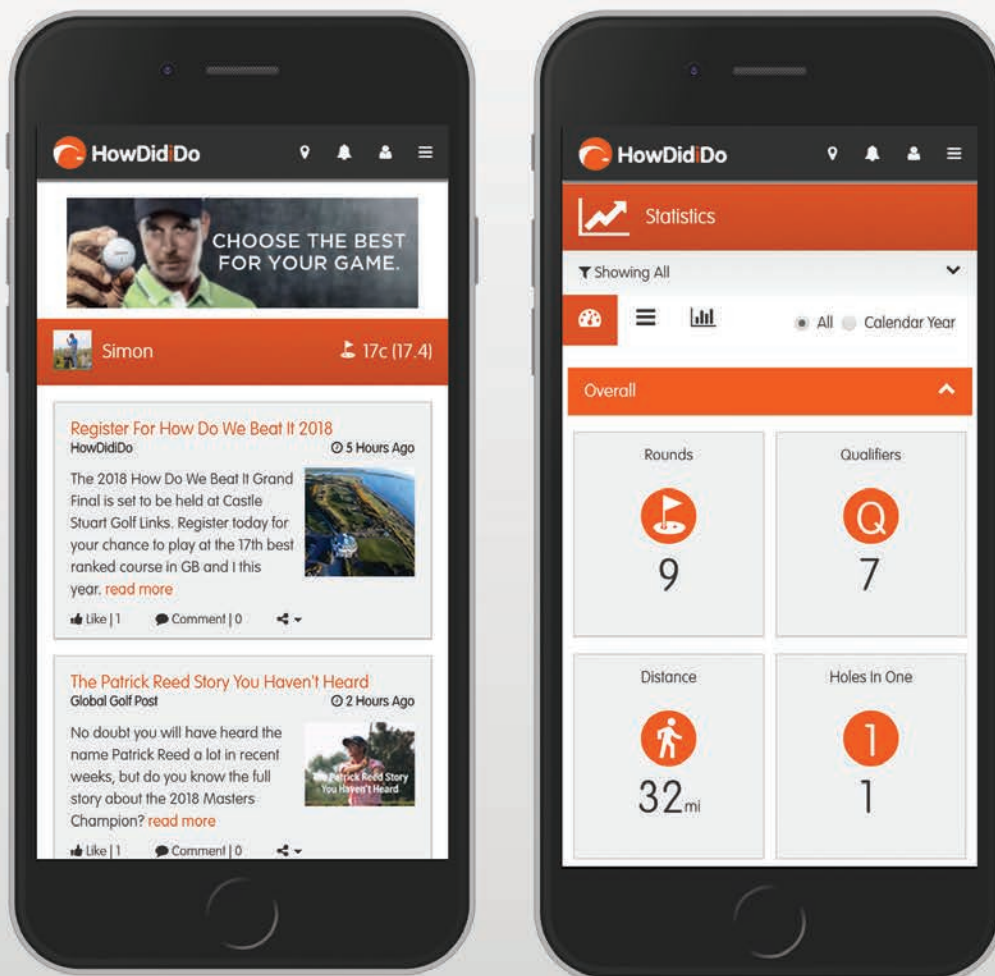 HowDidiDo
CHOOSE THE BEST
FOR YOUR GAME.
Simon
17c (17.4)
Register For How Do We Beat It 2018
HowDidiDo
5 Hours Ago
The 2018 How Do We Beat It Grand
Final is set to be held at Castle
Stuart Golf Links. Register today for
your chance to play at the 17th best
ranked course in GB and I this
year. read more
Like | 1
Comment | 0
The Patrick Reed Story You Haven't Heard
Global Golf Post
2 Hours Ago
No doubt you will have heard the
name Patrick Reed a lot in recent
weeks, but do you know the full
story about the 2018 Masters
Champion? read more
The Patrick Reed Story
You Haven't Heard
Like | 1
Comment | 0
HowDidiDo
Statistics
Showing All
All
Calendar Year
Overall
Rounds
9
Qualifiers
Q
7
Distance
32mi
Holes In One
1
1